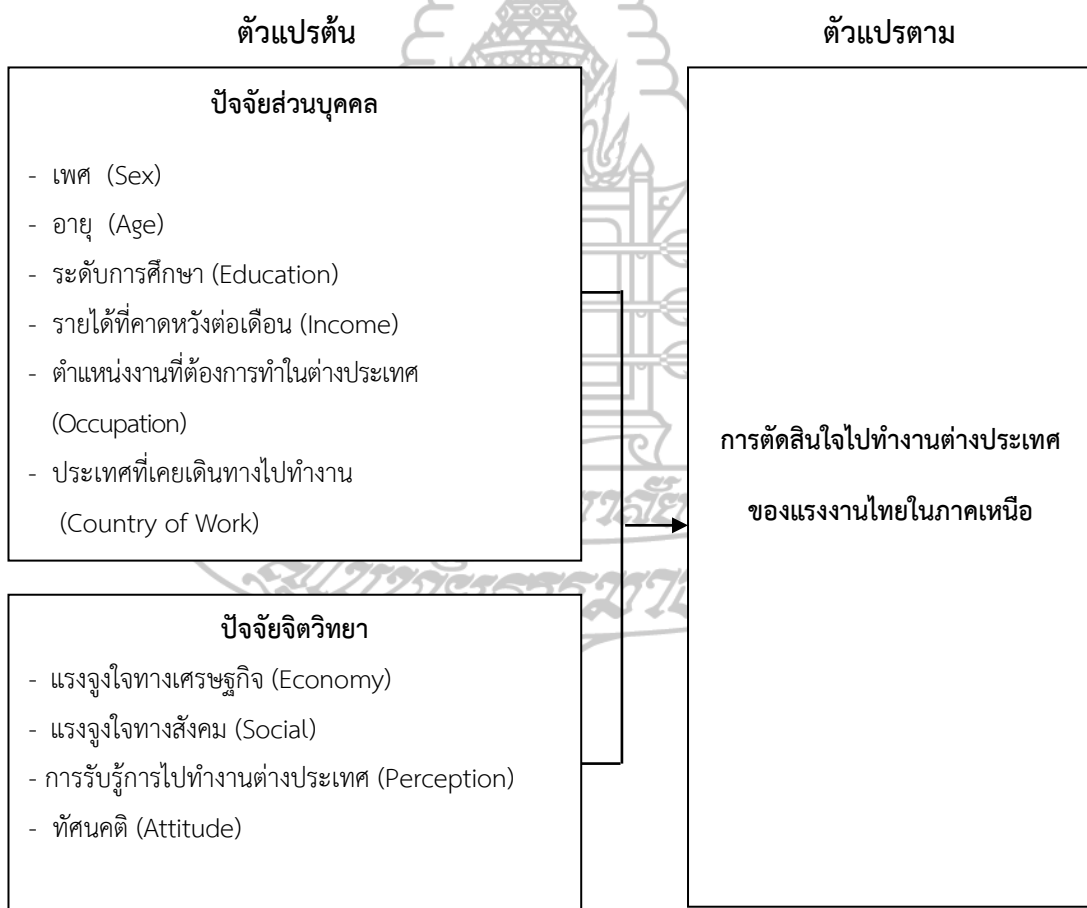 ตัวแปรต้น
ปัจจัยส่วนบุคคล
- เพศ (Sex)
- อายุ (Age)
- ระดับการศึกษา (Education)
- รายได้ที่คาดหวังต่อเดือน (Income)
- ตำแหน่งงานที่ต้องการทำในต่างประเทศ
(Occupation)
- ประเทศที่เคยเดินทางไปทำงาน
(Country of Work)
ปัจจัยจิตวิทยา
- แรงจูงใจทางเศรษฐกิจ (Economy)
- แรงจูงใจทางสังคม (Social)
- การรับรู้การไปทำงานต่างประเทศ (Perception)
- ทัศนคติ (Attitude)
ตัวแปรตาม
การตัดสินใจไปทำงานต่างประเทศ
ของแรงงานไทยในภาคเหนือ